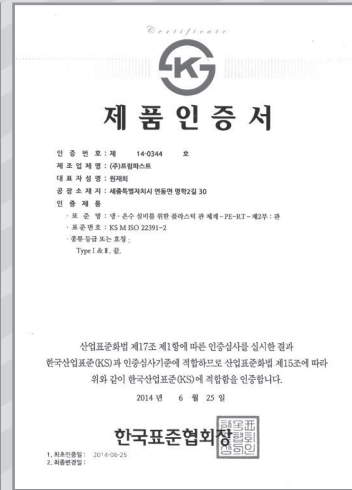 Certificate
KS
제품인증서
인 증 번 호 : 제 14-0344 호
제 조 업 체 명 : (주)프럼파스트
대 표 자 성 명 : 원재희
공 장 소 재 지 : 세종특별자치시 연동면 명학2길 30
인 증 제 품
· 표 준 명 : 냉·온수 설비를 위한 플라스틱 관 체계 - PE-RT - 제2부 : 관
· 표준번호 : KS M ISO 22391-2
· 종류·등급 또는 호칭 :
Type Ⅰ & Ⅱ. 끝.
산업표준화법 제17조 제1항에 따른 인증심사를 실시한 결과
한국산업표준(KS)과 인증심사기준에 적합하므로 산업표준화법 제15조에 따라
위와 같이 한국산업표준(KS)에 적합함을 인증합니다.
2014 년 6 월 25 일
한국표준협회장
1. 최초인증일 : 2014-06-25
2. 최종변경일 :